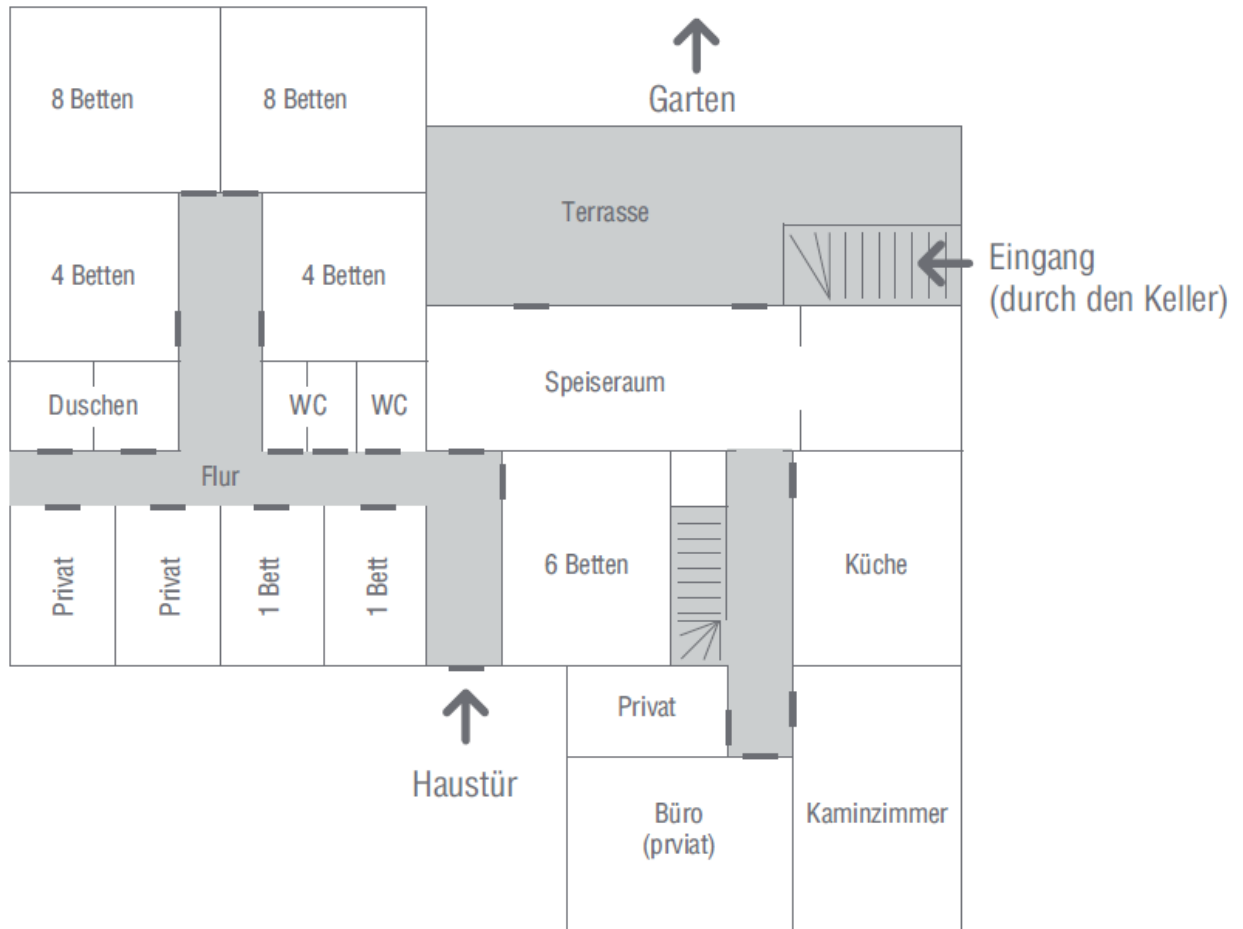 8 Betten
8 Betten
Garten
Terrasse
4 Betten
4 Betten
Eingang
(durch den Keller)
Duschen
WC
WC
Speiseraum
Flur
Privat
Privat
1 Bett
1 Bett
6 Betten
Küche
Privat
Haustür
Büro
(prviat)
Kaminzimmer